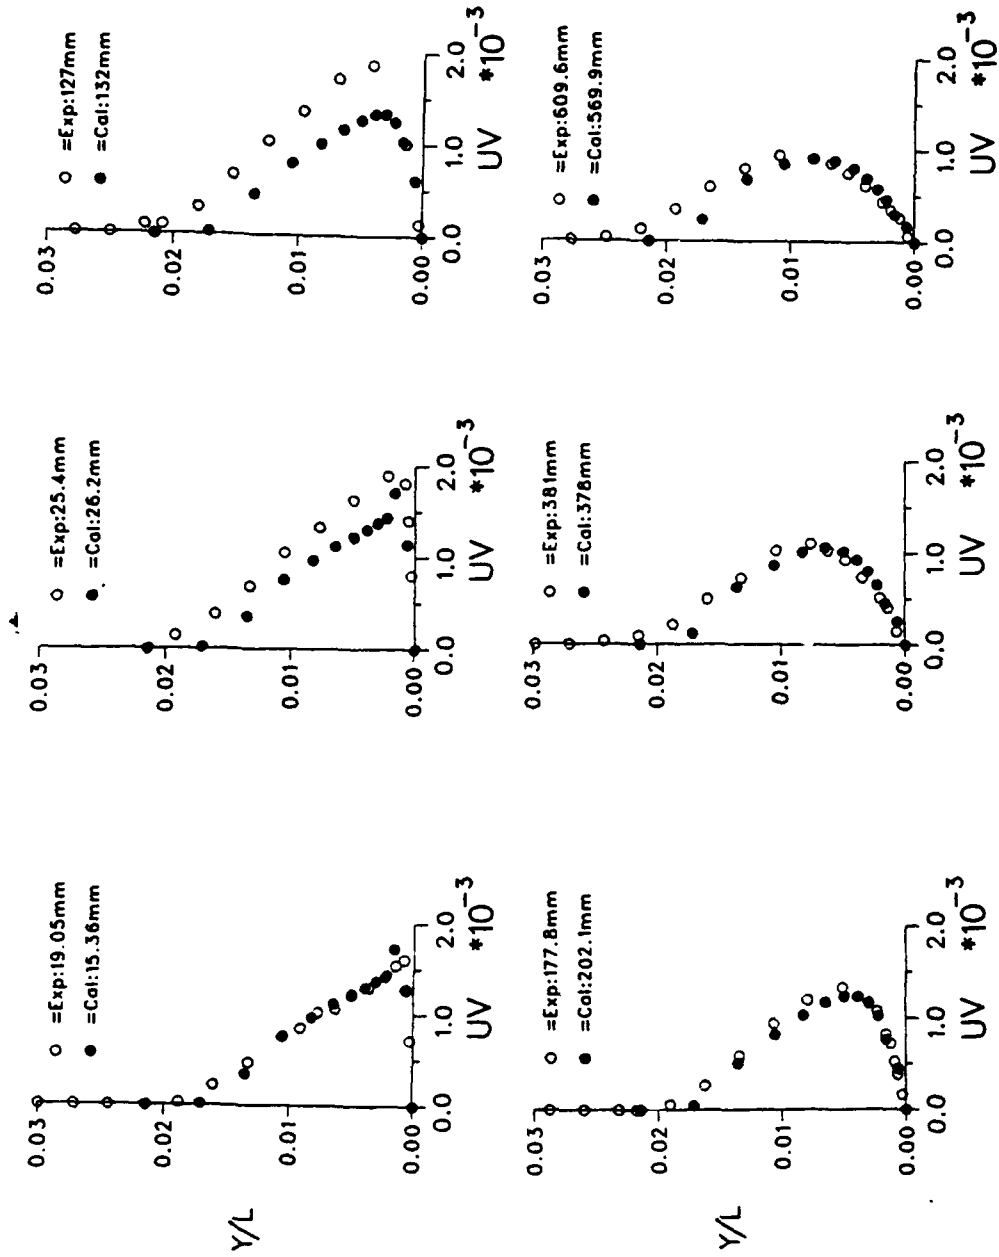 =Exp:19.05mm
=Cal:15.36mm
0.03
0.02
0.01
0.00
Y/L
0.0 1.0 2.0
UV *10-3
=Exp:25.4mm
=Cal:26.2mm
0.03
0.02
0.01
0.00
0.0 1.0 2.0
UV *10-3
=Exp:127mm
=Cal:132mm
0.03
0.02
0.01
0.00
0.0 1.0 2.0
UV *10-3
=Exp:177.8mm
=Cal:202.1mm
0.03
0.02
0.01
0.00
Y/L
0.0 1.0 2.0
UV *10-3
=Exp:381mm
=Cal:378mm
0.03
0.02
0.01
0.00
0.0 1.0 2.0
UV *10-3
=Exp:609.6mm
=Cal:569.9mm
0.03
0.02
0.01
0.00
0.0 1.0 2.0
UV *10-3